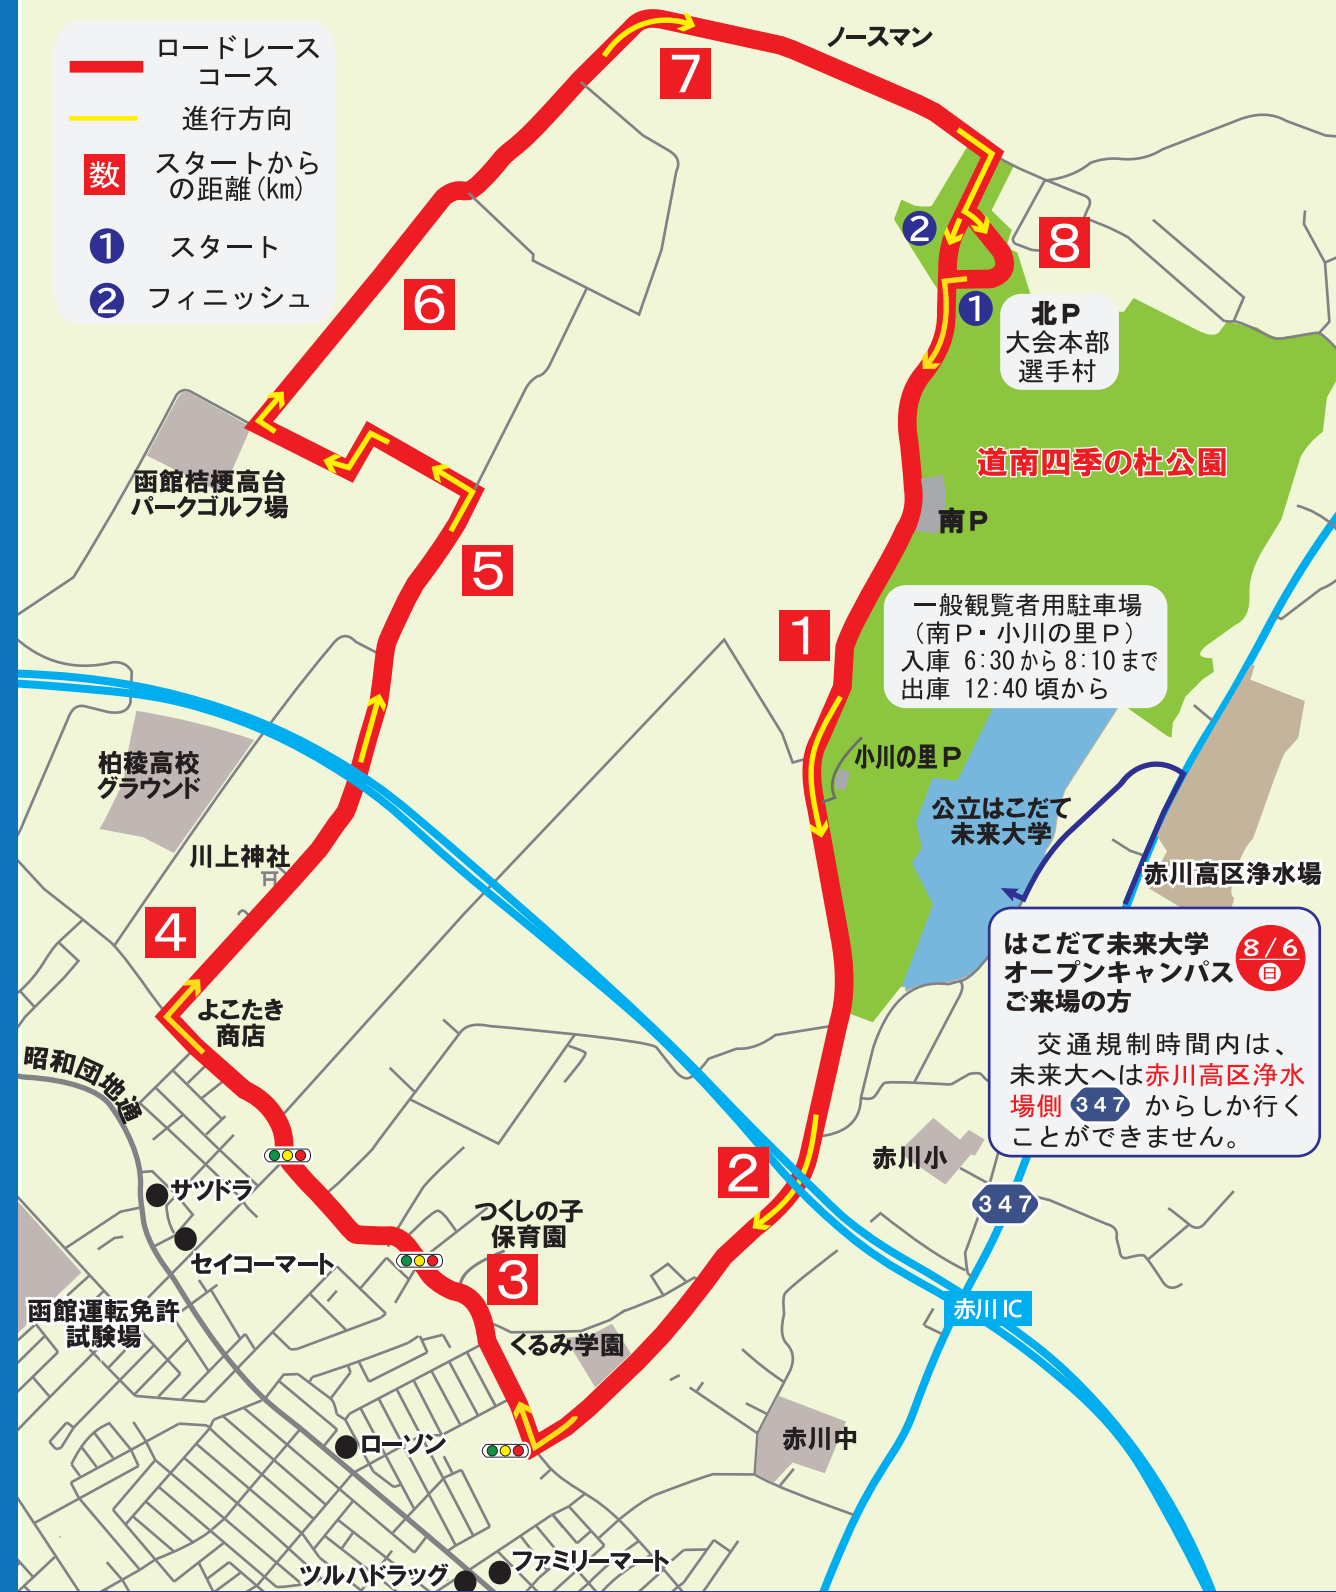 ロードレース
コース
進行方向
数
スタートから
の距離(km)
1
スタート
2
フィニッシュ
7
ノースマン
6
2
8
1
北P
大会本部
選手村
函館桔梗高台
パークゴルフ場
道南四季の杜公園
南P
5
1
一般観覧者用駐車場
(南P・小川の里P)
入庫 6:30から8:10まで
出庫 12:40頃から
柏稜高校
グラウンド
小川の里P
公立はこだて
未来大学
川上神社
赤川高区浄水場
4
よこたき
商店
はこだて未来大学
オープンキャンパス
ご来場の方
8/6
日
交通規制時間内は、
未来大へは赤川高区浄水
場側 347 からしか行く
ことができません。
昭和団地通
2
赤川小
サツドラ
347
つくしの子
保育園
セイコーマート
3
函館運転免許
試験場
赤川IC
くるみ学園
ローソン
赤川中
ファミリーマート
ツルハドラッグ